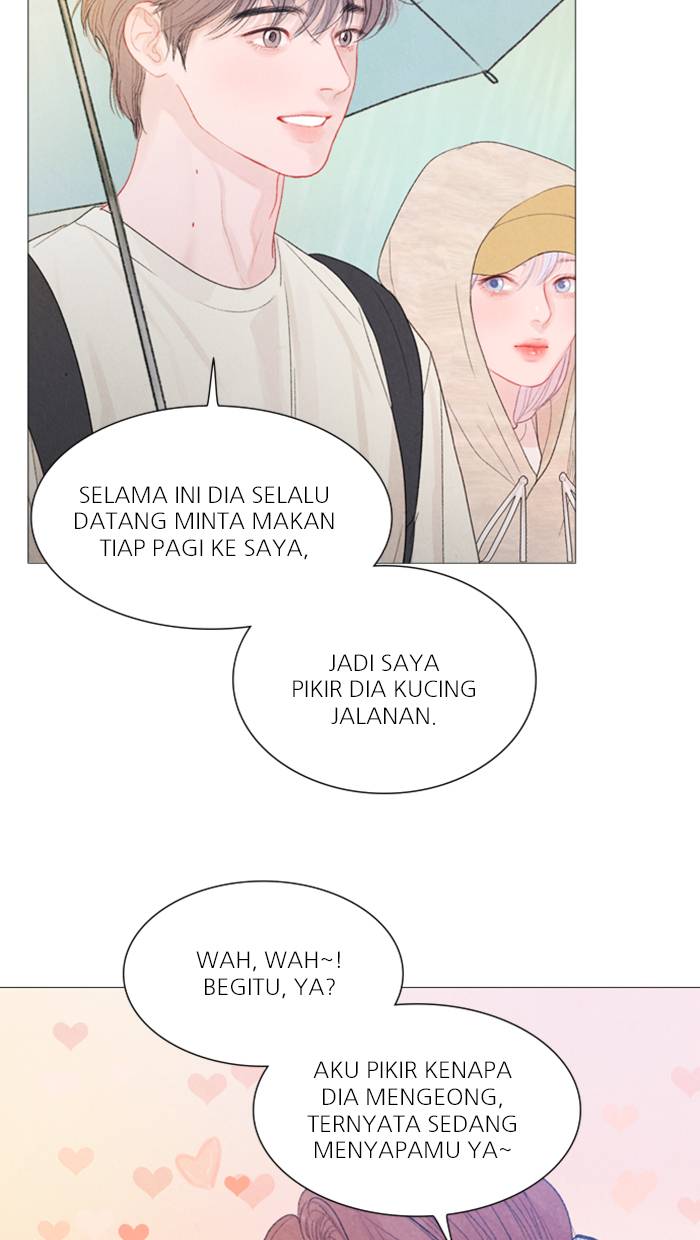 SELAMA INI DIA SELALU
DATANG MINTA MAKAN
TIAP PAGI KE SAYA,
JADI SAYA
PIKIR DIA KUCING
JALANAN.
WAH, WAH~!
BEGITU, YA?
AKU PIKIR KENAPA
DIA MENGEONG,
TERNYATA SEDANG
MENYAPAMU YA~